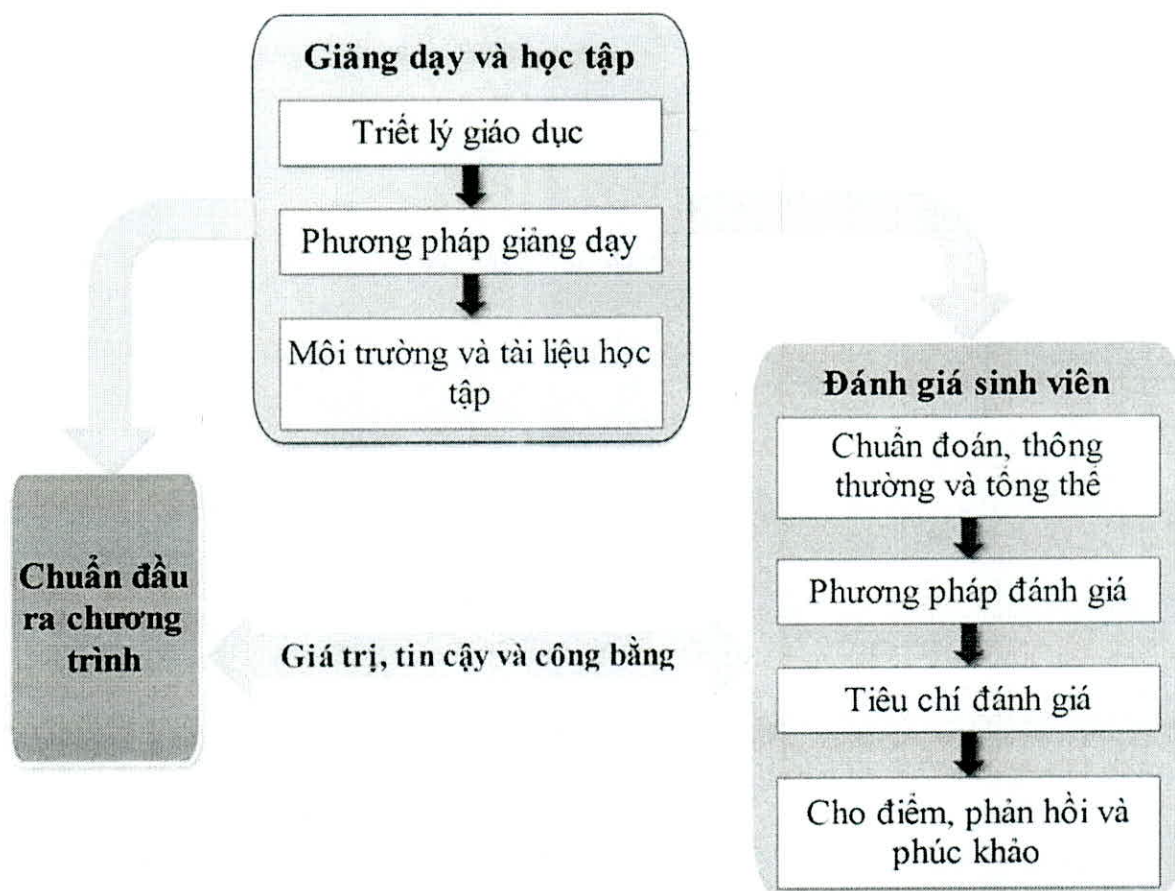 Giảng dạy và học tập
Triết lý giáo dục
Phương pháp giảng dạy
Môi trường và tài liệu học
tập
Đánh giá sinh viên
Chuẩn đoán, thông
thường và tổng thể
Phương pháp đánh giá
Tiêu chí đánh giá
Cho điểm, phản hồi và
phúc khảo
Chuẩn đầu
ra chương
trình
Giá trị, tin cậy và công bằng